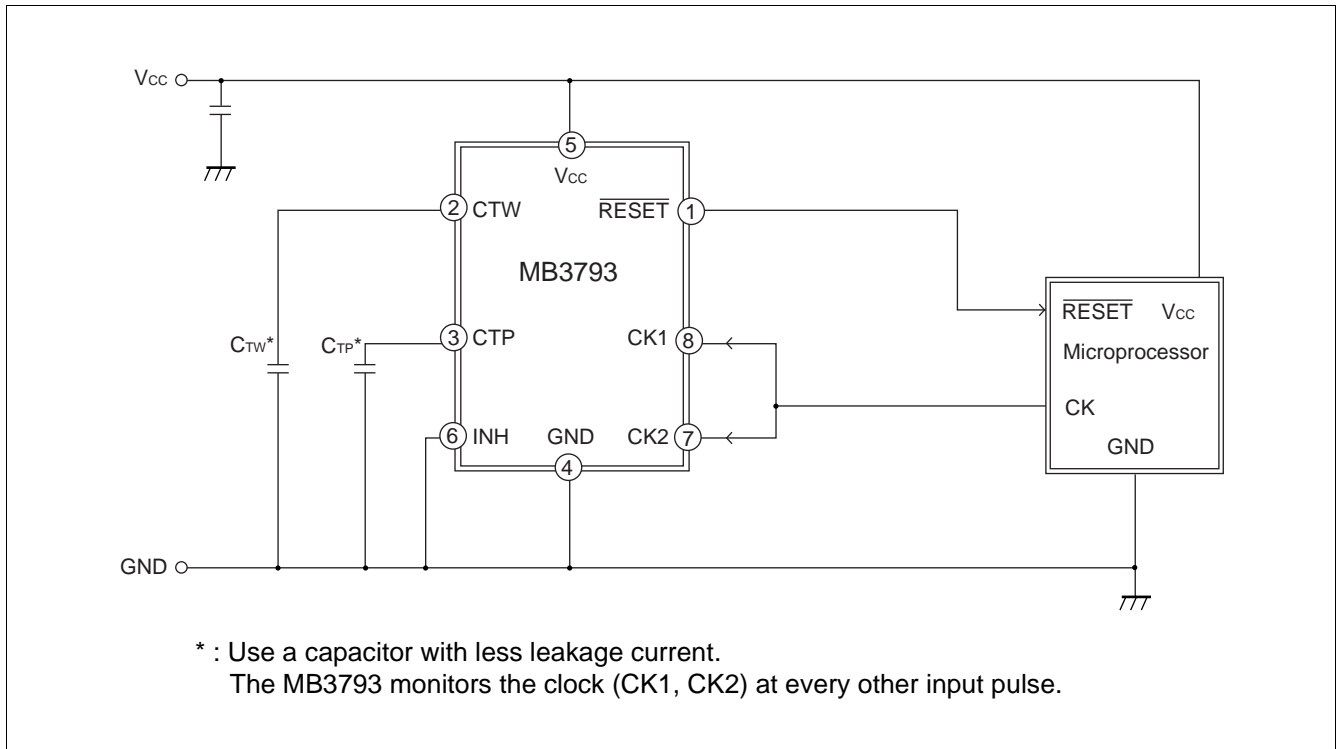 Vcc
5
Vcc
2 CTW
RESET 1
MB3793
RESET Vcc
Microprocessor
CTW*
CTP*
3 CTP
CK1 8
CK
6 INH
GND
CK2 7
GND
4
GND
* : Use a capacitor with less leakage current.
The MB3793 monitors the clock (CK1, CK2) at every other input pulse.